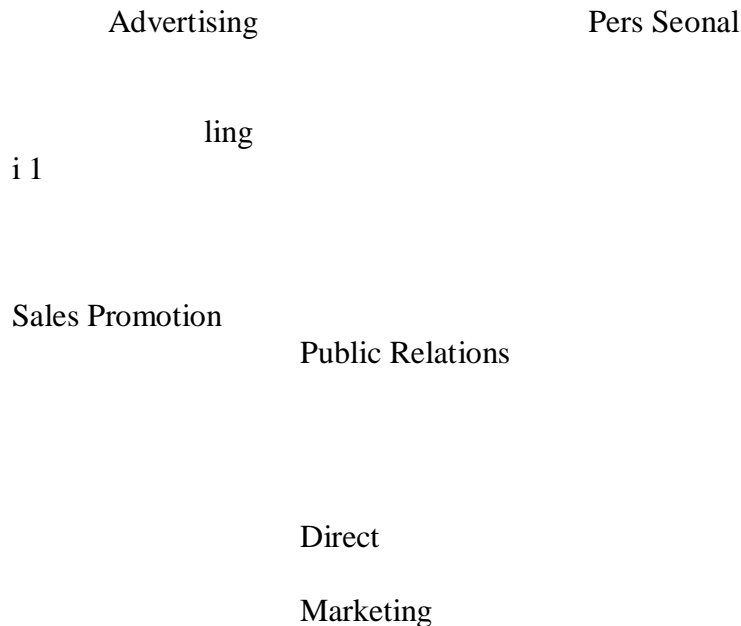 Advertising Pers Seonal
ling
i 1
Sales Promotion
Public Relations
Direct
Marketing